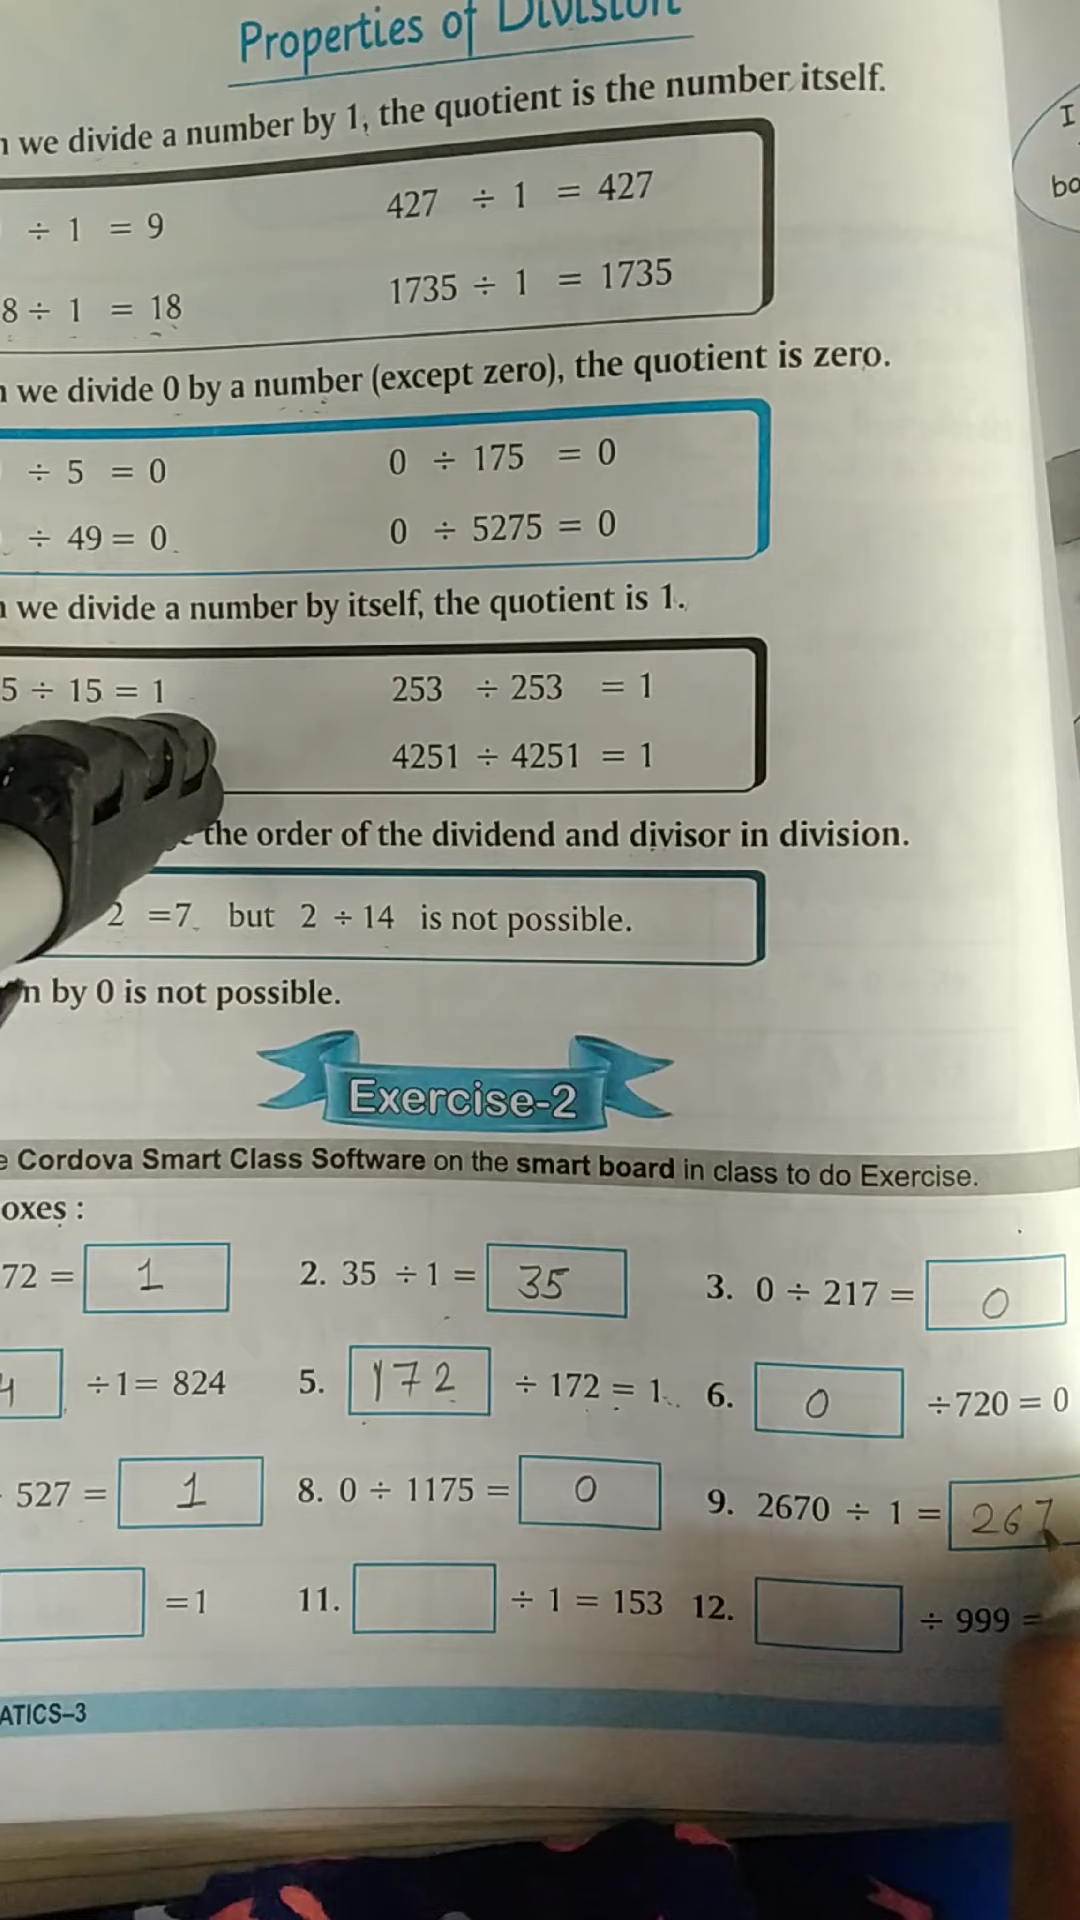 Properties of Division
we divide a number by 1, the quotient is the number itself.
÷ 1 = 9 427 ÷ 1 = 427
8 ÷ 1 = 18 1735 ÷ 1 = 1735
we divide 0 by a number (except zero), the quotient is zero.
÷ 5 = 0 0 ÷ 175 = 0
÷ 49 = 0 0 ÷ 5275 = 0
we divide a number by itself, the quotient is 1.
5 ÷ 15 = 1 253 ÷ 253 = 1
4251 ÷ 4251 = 1
the order of the dividend and divisor in division.
2 =7 but 2 ÷ 14 is not possible.
n by 0 is not possible.
Exercise-2
e Cordova Smart Class Software on the smart board in class to do Exercise.
oxes :
72 = 1 2. 35 ÷ 1 = 35 3. 0 ÷ 217 = 0
4 ÷1= 824 5. 172 ÷ 172 = 1 6. 0 ÷720 = 0
527 = 1 8. 0 ÷ 1175 = 0 9. 2670 ÷ 1 = 267
=1 11. ÷ 1 = 153 12. ÷ 999 =
ATICS–3
I
bo